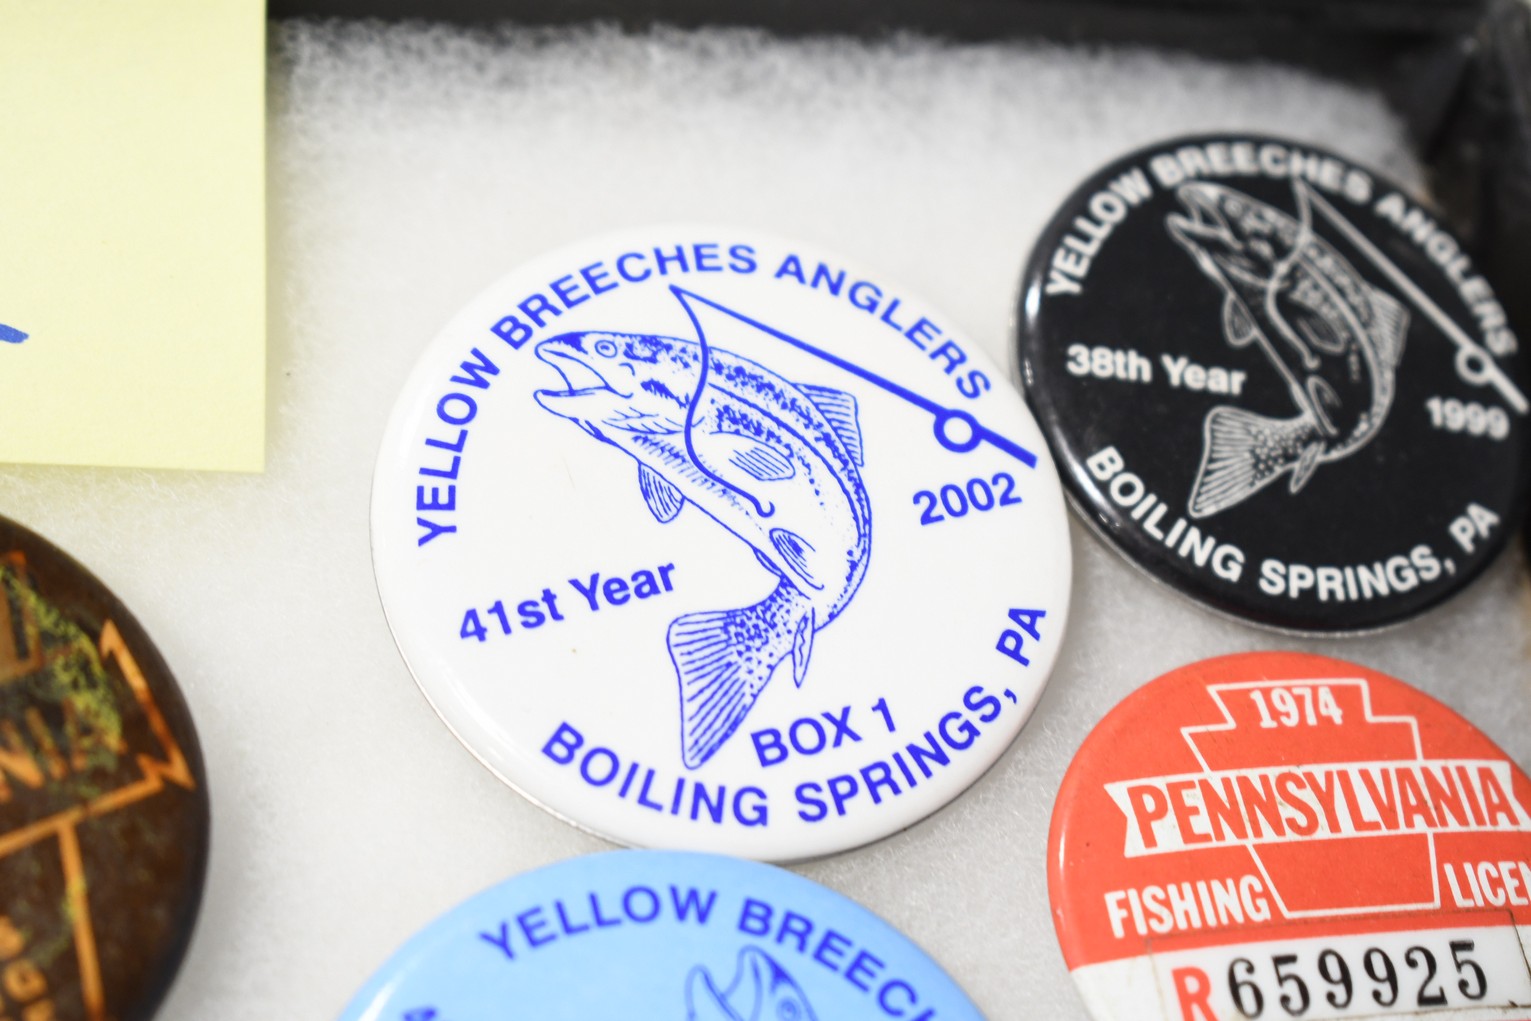 YELLOW BREECHES ANGLERS
2002
41st Year
BOX 1
BOILING SPRINGS, PA
YELLOW BREECHES ANGLERS
38th Year
1999
BOILING SPRINGS, PA
1974
PENNSYLVANIA
FISHING
R659925
YELLOW